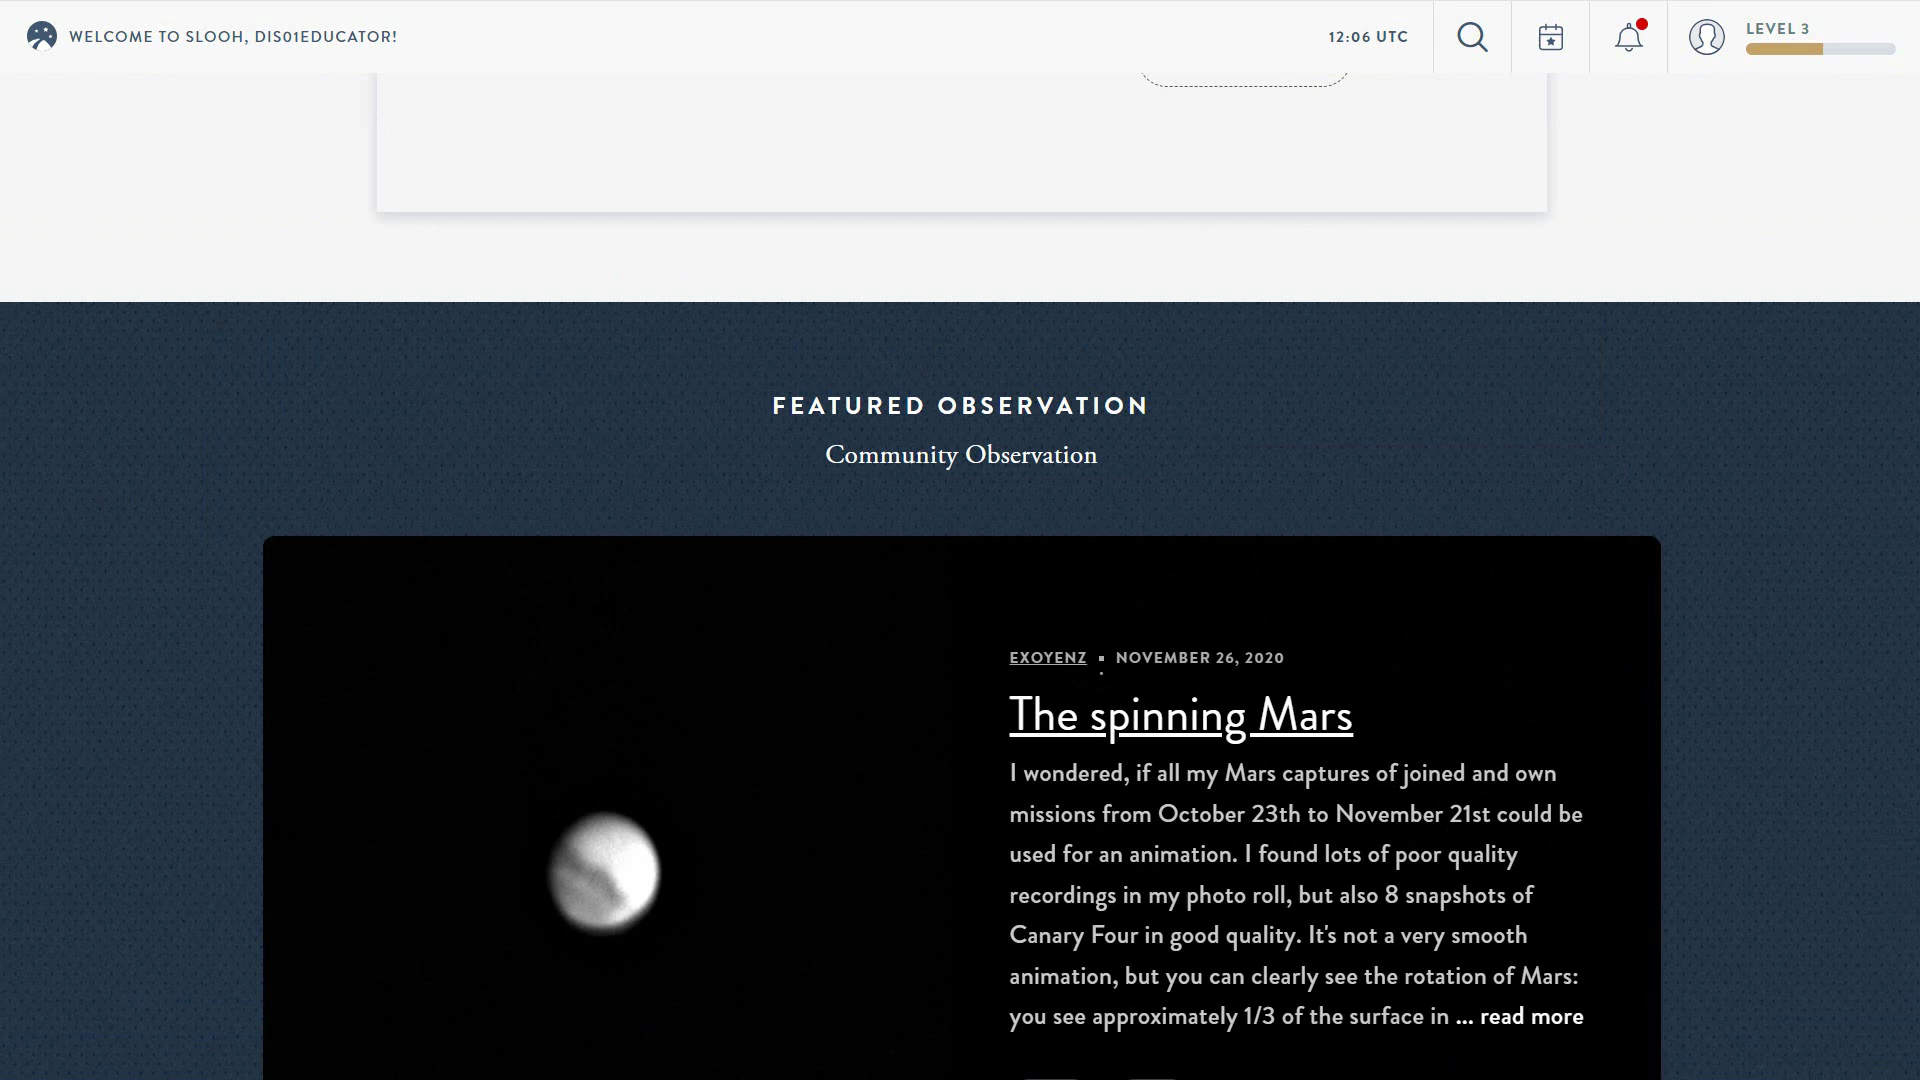 WELCOME TO SLOOH, DIS01EDUCATOR!
12:06 UTC
LEVEL 3
FEATURED OBSERVATION
Community Observation
EXOYENZ ▪ NOVEMBER 26, 2020
The spinning Mars
I wondered, if all my Mars captures of joined and own
missions from October 23th to November 21st could be
used for an animation. I found lots of poor quality
recordings in my photo roll, but also 8 snapshots of
Canary Four in good quality. It's not a very smooth
animation, but you can clearly see the rotation of Mars:
you see approximately 1/3 of the surface in ... read more